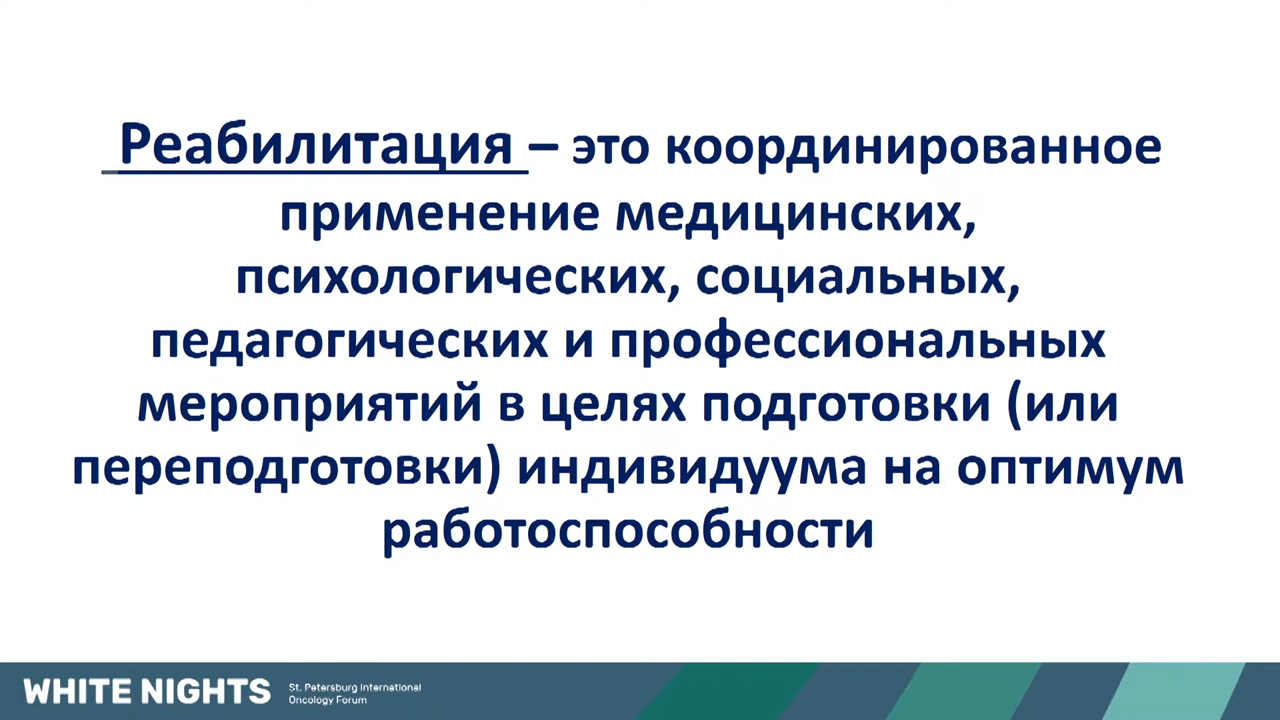 Реабилитация – это координированное
применение медицинских,
психологических, социальных,
педагогических и профессиональных
мероприятий в целях подготовки (или
переподготовки) индивидуума на оптимум
работоспособности
WHITE NIGHTS
St. Petersburg International
Oncology Forum